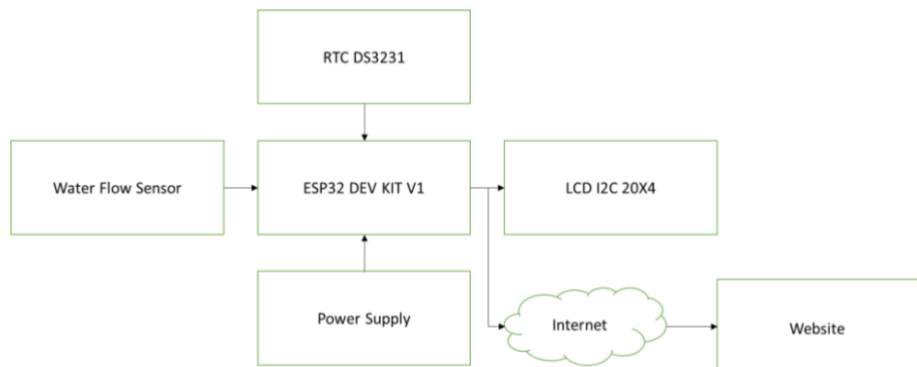 RTC DS3231
Water Flow Sensor
ESP32 DEV KIT V1
LCD I2C 20X4
Power Supply
Internet
Website